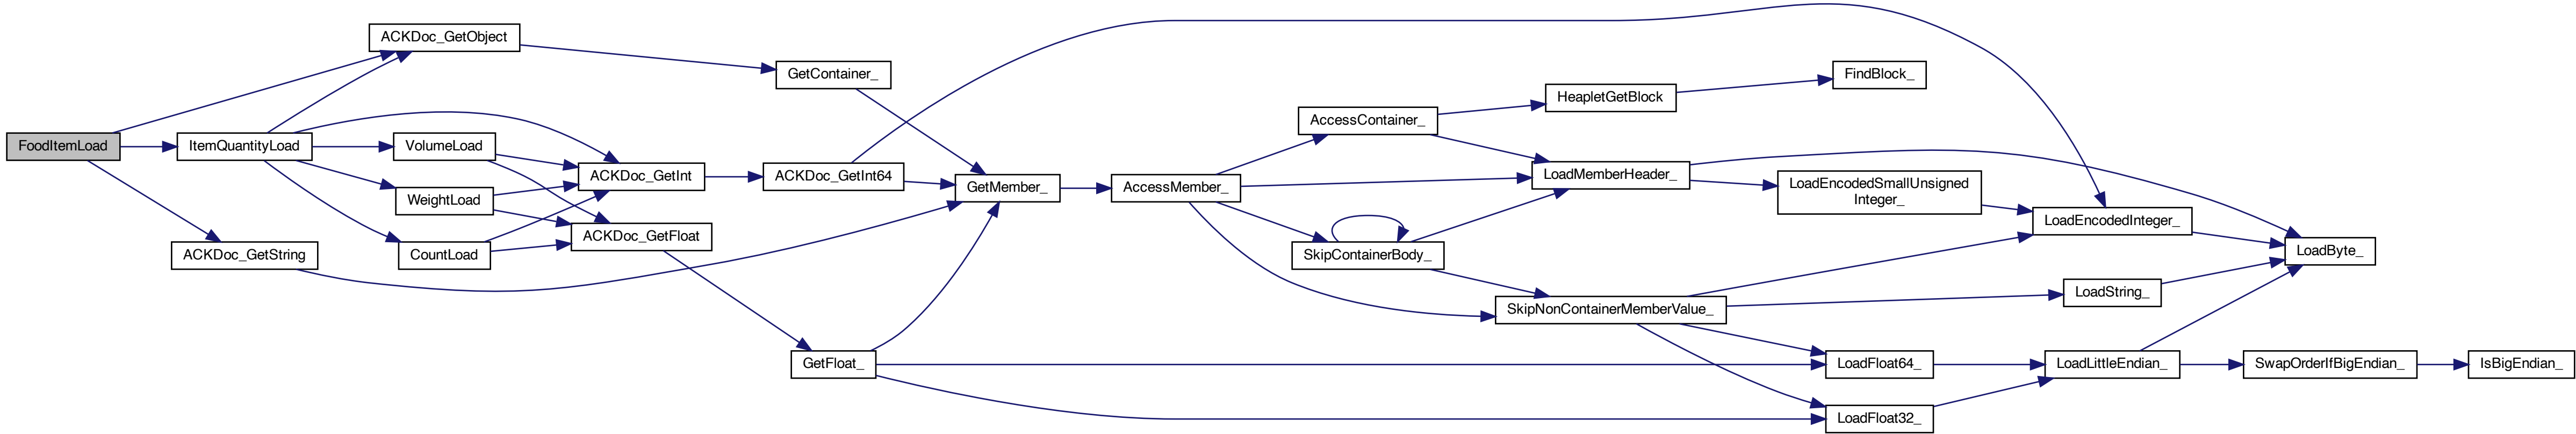 FoodItemLoad
ACKDoc_GetObject
ItemQuantityLoad
ACKDoc_GetString
VolumeLoad
WeightLoad
CountLoad
ACKDoc_GetInt
ACKDoc_GetFloat
GetContainer_
ACKDoc_GetInt64
GetFloat_
GetMember_
AccessMember_
AccessContainer_
SkipContainerBody_
HeapletGetBlock
LoadMemberHeader_
SkipNonContainerMemberValue_
FindBlock_
LoadEncodedSmallUnsigned
Integer_
LoadFloat64_
LoadFloat32_
LoadEncodedInteger_
LoadString_
LoadLittleEndian_
LoadByte_
SwapOrderIfBigEndian_
IsBigEndian_